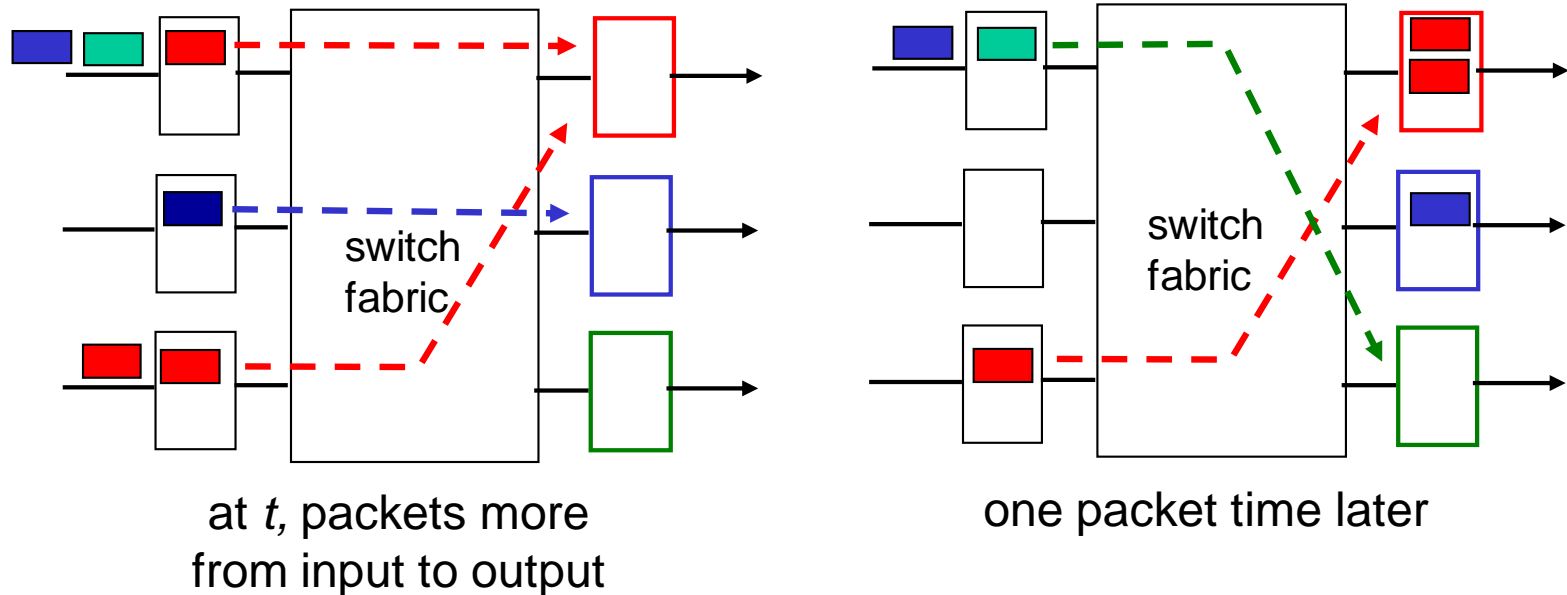 switch
fabric
at t, packets more
from input to output
switch
fabric
one packet time later